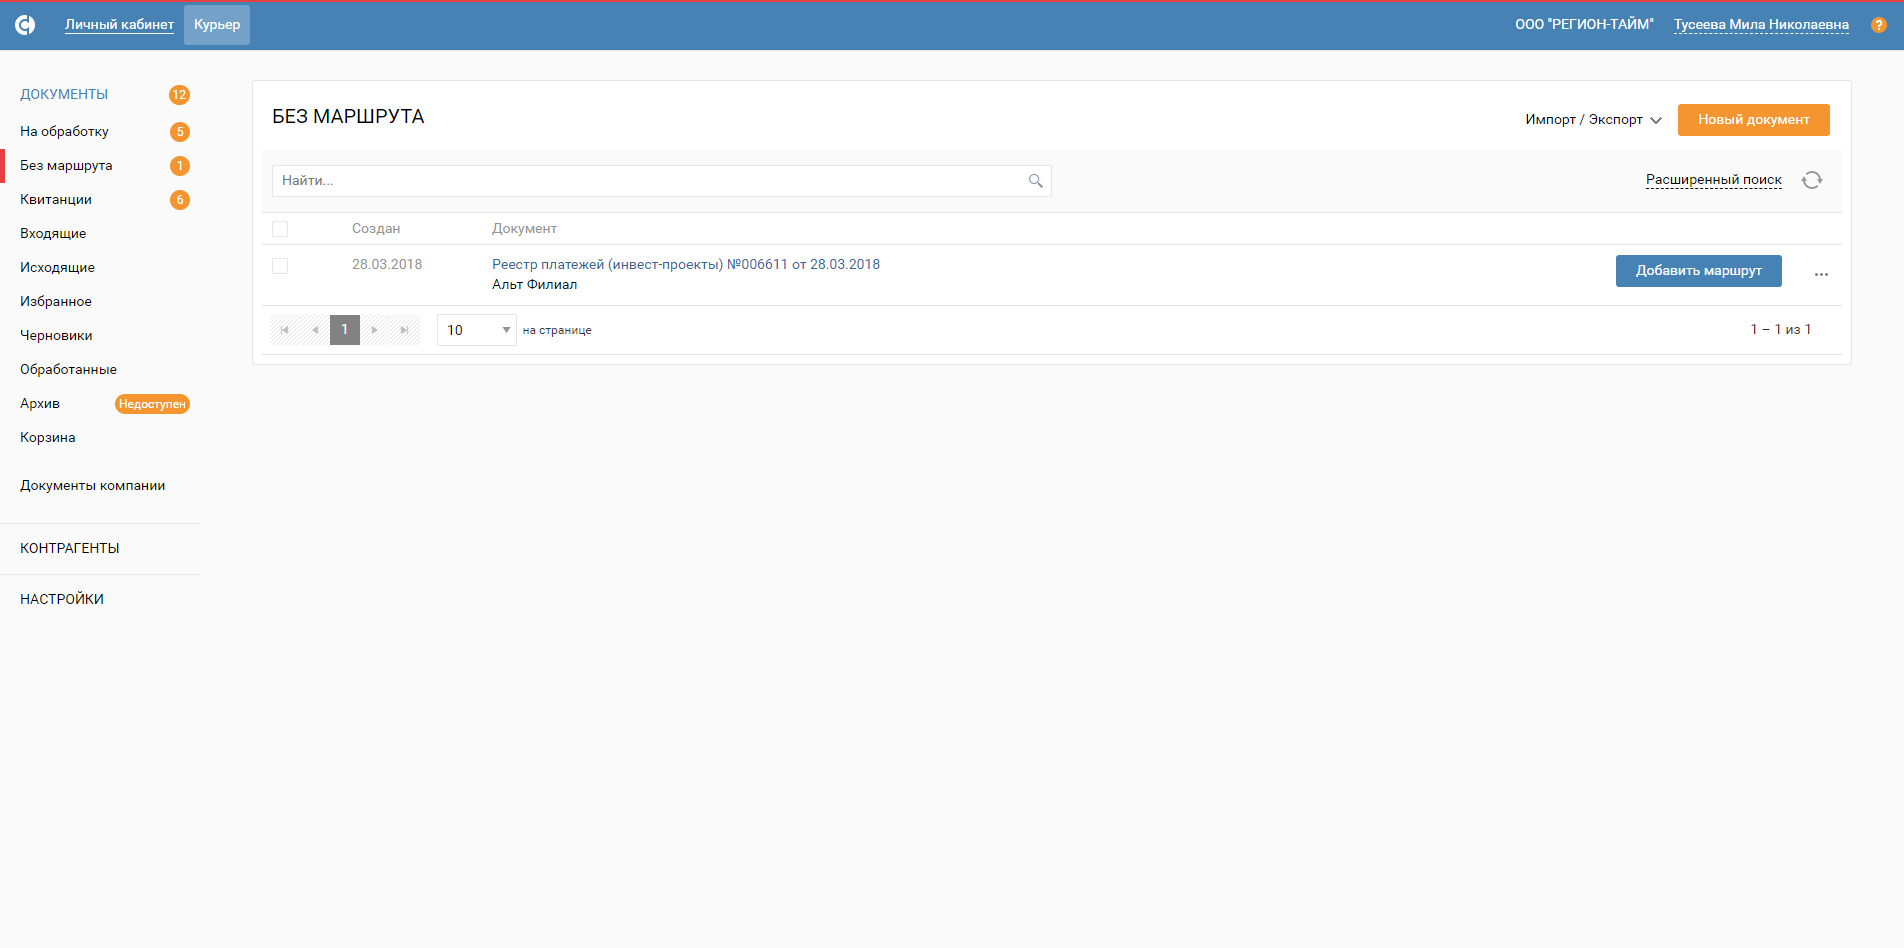 Личный кабинет Курьер ООО "РЕГИОН-ТАЙМ" Тусеева Мила Николаевна ?
ДОКУМЕНТЫ 12
На обработку 5
Без маршрута 1
Квитанции 6
Входящие
Исходящие
Избранное
Черновики
Обработанные
Архив Недоступен
Корзина
Документы компании
КОНТРАГЕНТЫ
НАСТРОЙКИ
БЕЗ МАРШРУТА
Импорт / Экспорт Новый документ
Найти... Расширенный поиск
Создан Документ
28.03.2018 Реестр платежей (инвест-проекты) №006611 от 28.03.2018
Альт Филиал
Добавить маршрут ...
1 10 на странице 1 – 1 из 1